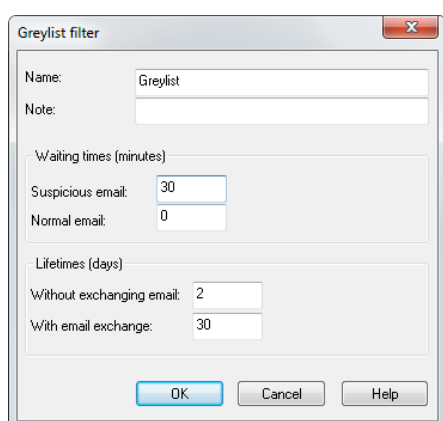 Greylist filter
Name: Greylist
Note:
Waiting times (minutes)
Suspicious email: 30
Normal email: 0
Lifetimes (days)
Without exchanging email: 2
With email exchange: 30
OK Cancel Help